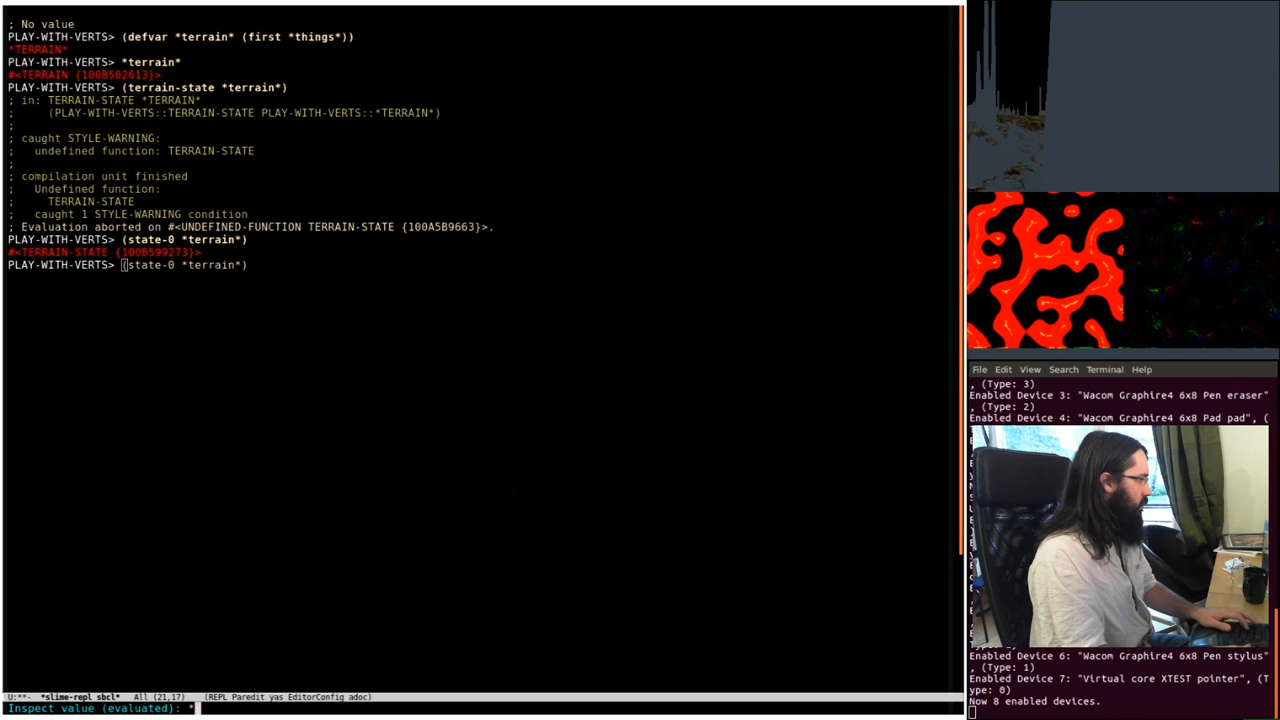 ; No value
PLAY-WITH-VERTS> (defvar *terrain* (first *things*))
*TERRAIN*
PLAY-WITH-VERTS> *terrain*
#<TERRAIN {100B502613}>
PLAY-WITH-VERTS> (terrain-state *terrain*)
; in: TERRAIN-STATE *TERRAIN*
;     (PLAY-WITH-VERTS::TERRAIN-STATE PLAY-WITH-VERTS::*TERRAIN*)
;
; caught STYLE-WARNING:
;   undefined function: TERRAIN-STATE
;
; compilation unit finished
;   Undefined function:
;     TERRAIN-STATE
;   caught 1 STYLE-WARNING condition
; Evaluation aborted on #<UNDEFINED-FUNCTION TERRAIN-STATE {100A5B9663}>.
PLAY-WITH-VERTS> (state-0 *terrain*)
#<TERRAIN-STATE {100B599273}>
PLAY-WITH-VERTS> (state-0 *terrain*)
U:**-  *slime-repl sbcl*   All (21,17)    (REPL Paredit yas EditorConfig adoc)
Inspect value (evaluated): *
File Edit View Search Terminal Help
, (Type: 3)
Enabled Device 3: "Wacom Graphire4 6x8 Pen eraser"
, (Type: 2)
Enabled Device 4: "Wacom Graphire4 6x8 Pad pad", (
Enabled Device 6: "Wacom Graphire4 6x8 Pen stylus"
, (Type: 1)
Enabled Device 7: "Virtual core XTEST pointer", (T
ype: 0)
Now 8 enabled devices.